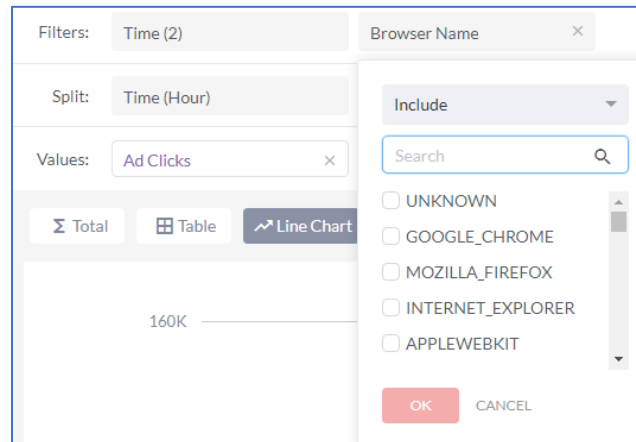 Filters: Time (2) Browser Name ×
Split: Time (Hour)
Include
Values: Ad Clicks ×
Search
UNKNOWN
Σ Total Table Line Chart
GOOGLE_CHROME
MOZILLA_FIREFOX
INTERNET_EXPLORER
160K
APPLEWEBKIT
OK CANCEL